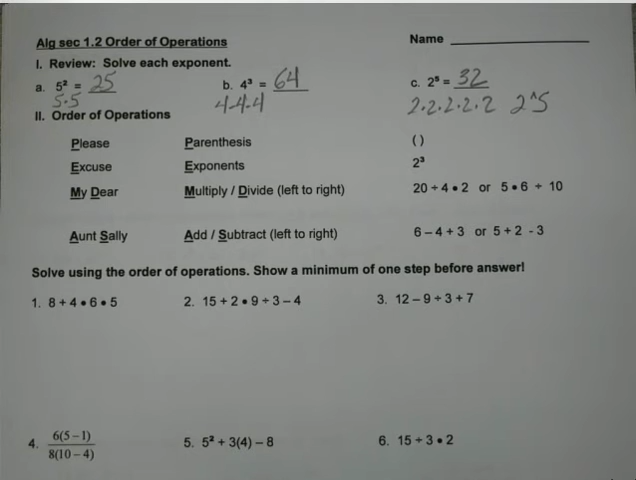 Alg sec 1.2 Order of Operations Name
I. Review: Solve each exponent.
a. 5² = 25 b. 4³ = 64 c. 2⁵ = 32
5·5 4·4·4 2·2·2·2·2 2^5
II. Order of Operations
Please Parenthesis ( )
Excuse Exponents 2³
My Dear Multiply / Divide (left to right) 20 ÷ 4 • 2 or 5 • 6 ÷ 10
Aunt Sally Add / Subtract (left to right) 6 – 4 + 3 or 5 + 2 - 3
Solve using the order of operations. Show a minimum of one step before answer!
1. 8 + 4 • 6 • 5 2. 15 + 2 • 9 ÷ 3 – 4 3. 12 – 9 ÷ 3 + 7
4. 6(5 – 1) / 8(10 – 4) 5. 5² + 3(4) – 8 6. 15 ÷ 3 • 2